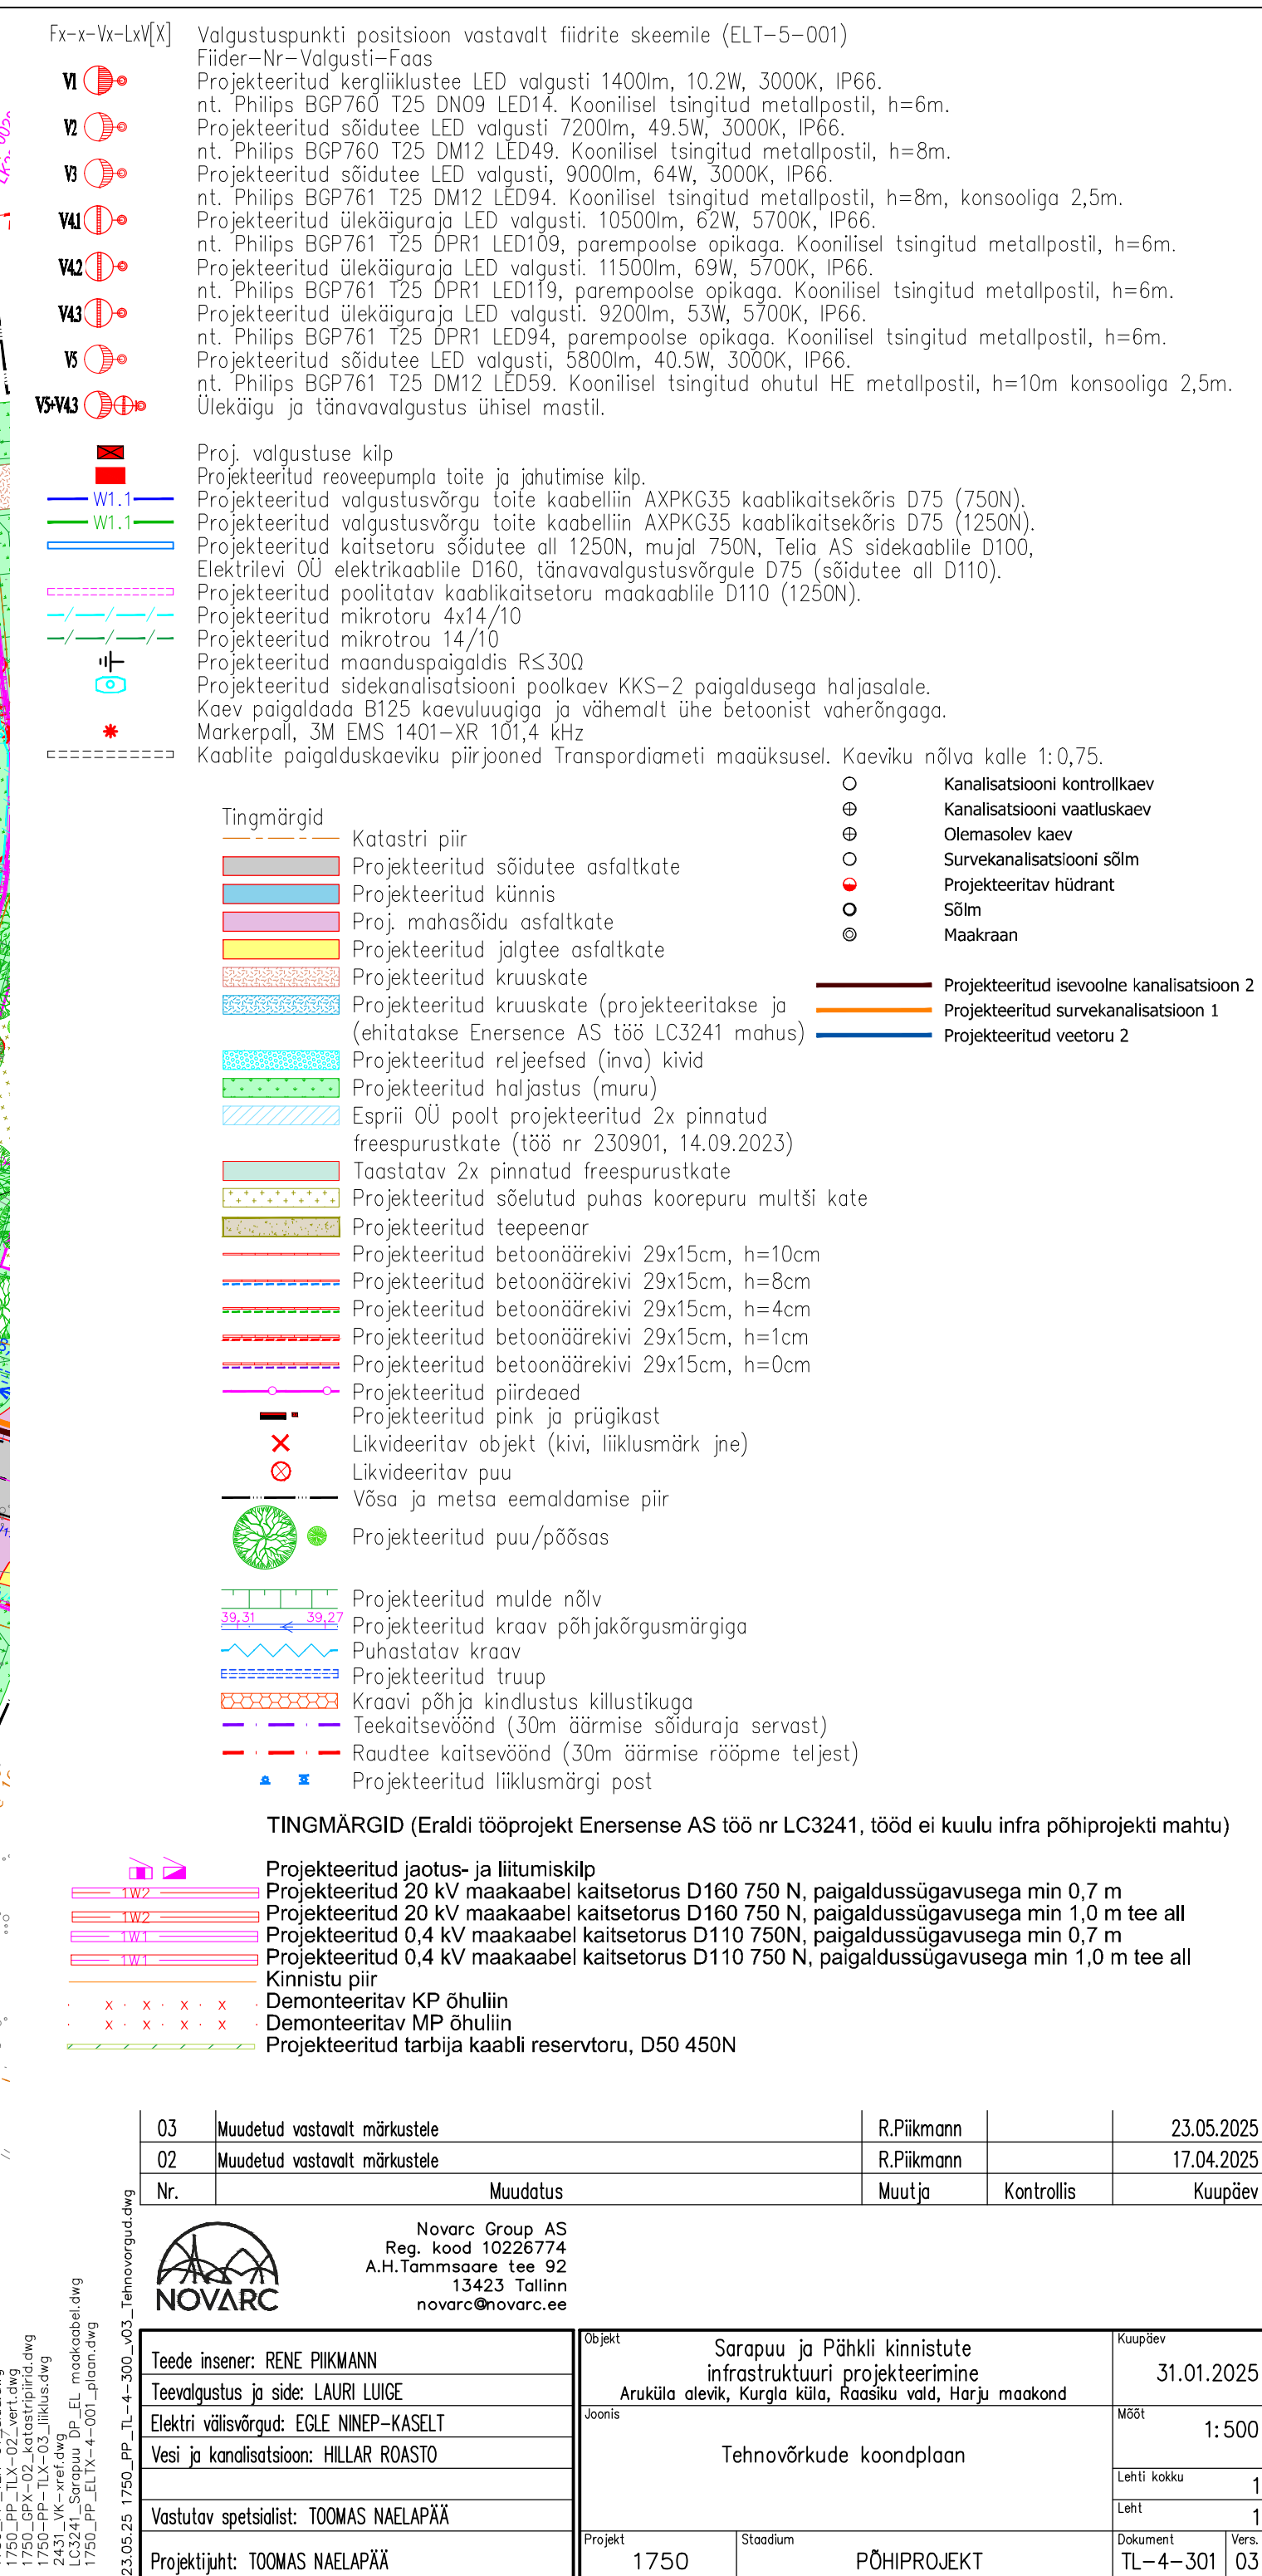 Fx-x-Vx-LxV[X] Valgustuspunkti positsioon vastavalt fiidrite skeemile (ELT-5-001)
Fiider-Nr-Valgusti-Faas
V1 Projekteeritud kergliiklustee LED valgusti 1400lm, 10.2W, 3000K, IP66.
nt. Philips BGP760 T25 DN09 LED14. Koonilisel tsingitud metallpostil, h=6m.
V2 Projekteeritud sõidutee LED valgusti 7200lm, 49.5W, 3000K, IP66.
nt. Philips BGP760 T25 DM12 LED49. Koonilisel tsingitud metallpostil, h=8m.
V3 Projekteeritud sõidutee LED valgusti, 9000lm, 64W, 3000K, IP66.
nt. Philips BGP761 T25 DM12 LED94. Koonilisel tsingitud metallpostil, h=8m, konsooliga 2,5m.
V4.1 Projekteeritud ülekäiguraja LED valgusti. 10500lm, 62W, 5700K, IP66.
nt. Philips BGP761 T25 DPR1 LED109, parempoolse opikaga. Koonilisel tsingitud metallpostil, h=6m.
V4.2 Projekteeritud ülekäiguraja LED valgusti. 11500lm, 69W, 5700K, IP66.
nt. Philips BGP761 T25 DPR1 LED119, parempoolse opikaga. Koonilisel tsingitud metallpostil, h=6m.
V4.3 Projekteeritud ülekäiguraja LED valgusti. 9200lm, 53W, 5700K, IP66.
nt. Philips BGP761 T25 DPR1 LED94, parempoolse opikaga. Koonilisel tsingitud metallpostil, h=6m.
V5 Projekteeritud sõidutee LED valgusti, 5800lm, 40.5W, 3000K, IP66.
nt. Philips BGP761 T25 DM12 LED59. Koonilisel tsingitud ohutul HE metallpostil, h=10m konsooliga 2,5m.
V5+V4.3 Ülekäigu ja tänavavalgustus ühisel mastil.
Proj. valgustuse kilp
Projekteeritud reoveepumpla toite ja jahutimise kilp.
W1.1 Projekteeritud valgustusvõrgu toite kaabelliin AXPKG35 kaablikaitsekõris D75 (750N).
W1.1 Projekteeritud valgustusvõrgu toite kaabelliin AXPKG35 kaablikaitsekõris D75 (1250N).
Projekteeritud kaitsetoru sõidutee all 1250N, mujal 750N, Telia AS sidekaablile D100,
Elektrilevi OÜ elektrikaablile D160, tänavavalgustusvõrgule D75 (sõidutee all D110).
Projekteeritud poolitatav kaablikaitsetoru maakaablile D110 (1250N).
Projekteeritud mikrotoru 4x14/10
Projekteeritud mikrotrou 14/10
Projekteeritud maanduspaigaldis R≤30Ω
Projekteeritud sidekanalisatsiooni poolkaev KKS-2 paigaldusega haljasalale.
Kaev paigaldada B125 kaevuluugiga ja vähemalt ühe betoonist vaherõngaga.
Markerpall, 3M EMS 1401-XR 101,4 kHz
Kaablite paigalduskaeviku piirjooned Transpordiameti maaüksusel. Kaeviku nõlva kalle 1:0,75.
Kanalisatsiooni kontrollkaev
Kanalisatsiooni vaatluskaev
Olemasolev kaev
Survekanalisatsiooni sõlm
Projekteeritav hüdrant
Sõlm
Maakraan
Projekteeritud isevoolne kanalisatsioon 2
Projekteeritud survekanalisatsioon 1
Projekteeritud veetoru 2
Tingmärgid
Katastri piir
Projekteeritud sõidutee asfaltkate
Projekteeritud künnis
Proj. mahasõidu asfaltkate
Projekteeritud jalgtee asfaltkate
Projekteeritud kruuskate
Projekteeritud kruuskate (projekteeritakse ja
(ehitatakse Enersence AS töö LC3241 mahus)
Projekteeritud reljeefsed (inva) kivid
Projekteeritud haljastus (muru)
Esprii OÜ poolt projekteeritud 2x pinnatud
freespurustkate (töö nr 230901, 14.09.2023)
Taastatav 2x pinnatud freespurustkate
Projekteeritud sõelutud puhas koorepuru multši kate
Projekteeritud teepeenar
Projekteeritud betoonäärekivi 29x15cm, h=10cm
Projekteeritud betoonäärekivi 29x15cm, h=8cm
Projekteeritud betoonäärekivi 29x15cm, h=4cm
Projekteeritud betoonäärekivi 29x15cm, h=1cm
Projekteeritud betoonäärekivi 29x15cm, h=0cm
Projekteeritud piirdeaed
Projekteeritud pink ja prügikast
Likvideeritav objekt (kivi, liiklusmärk jne)
Likvideeritav puu
Võsa ja metsa eemaldamise piir
Projekteeritud puu/põõsas
Projekteeritud mulde nõlv
39,31 39,27 Projekteeritud kraav põhjakõrgusmärgiga
Puhastatav kraav
Projekteeritud truup
Kraavi põhja kindlustus killustikuga
Teekaitsevöönd (30m äärmise sõiduraja servast)
Raudtee kaitsevöönd (30m äärmise rööpme teljest)
Projekteeritud liiklusmärgi post
TINGMÄRGID (Eraldi tööprojekt Enersense AS töö nr LC3241, tööd ei kuulu infra põhiprojekti mahtu)
Projekteeritud jaotus- ja liitumiskilp
1W2 Projekteeritud 20 kV maakaabel kaitsetorus D160 750 N, paigaldussügavusega min 0,7 m
1W2 Projekteeritud 20 kV maakaabel kaitsetorus D160 750 N, paigaldussügavusega min 1,0 m tee all
1W1 Projekteeritud 0,4 kV maakaabel kaitsetorus D110 750N, paigaldussügavusega min 0,7 m
1W1 Projekteeritud 0,4 kV maakaabel kaitsetorus D110 750 N, paigaldussügavusega min 1,0 m tee all
Kinnistu piir
Demonteeritav KP õhuliin
Demonteeritav MP õhuliin
Projekteeritud tarbija kaabli reservtoru, D50 450N
03 Muudetud vastavalt märkustele R.Piikmann 23.05.2025
02 Muudetud vastavalt märkustele R.Piikmann 17.04.2025
Nr. Muudatus Muutja Kontrollis Kuupäev
NOVARC
Novarc Group AS
Reg. kood 10226774
A.H.Tammsaare tee 92
13423 Tallinn
novarc@novarc.ee
Teede insener: RENE PIIKMANN
Teevalgustus ja side: LAURI LUIGE
Elektri välisvõrgud: EGLE NINEP-KASELT
Vesi ja kanalisatsioon: HILLAR ROASTO
Vastutav spetsialist: TOOMAS NAELAPÄÄ
Projektijuht: TOOMAS NAELAPÄÄ
Objekt
Sarapuu ja Pähkli kinnistute
infrastruktuuri projekteerimine
Aruküla alevik, Kurgla küla, Raasiku vald, Harju maakond
Kuupäev
31.01.2025
Joonis
Tehnovõrkude koondplaan
Mõõt
1:500
Lehti kokku
1
Leht
1
Projekt
1750
Staadium
PÕHIPROJEKT
Dokument
TL-4-301
Vers.
03
1750_PP_TLX-02_vert.dwg
1750_GPX-02_katastripiirid.dwg
1750-PP-TLX-03_liiklus.dwg
2431_VK-xref.dwg
LC3241_Sarapuu DP_EL maakaabel.dwg
1750_PP_ELTX-4-001_plaan.dwg
23.05.25 1750_PP_TL-4-300_v03_Tehnovorgud.dwg